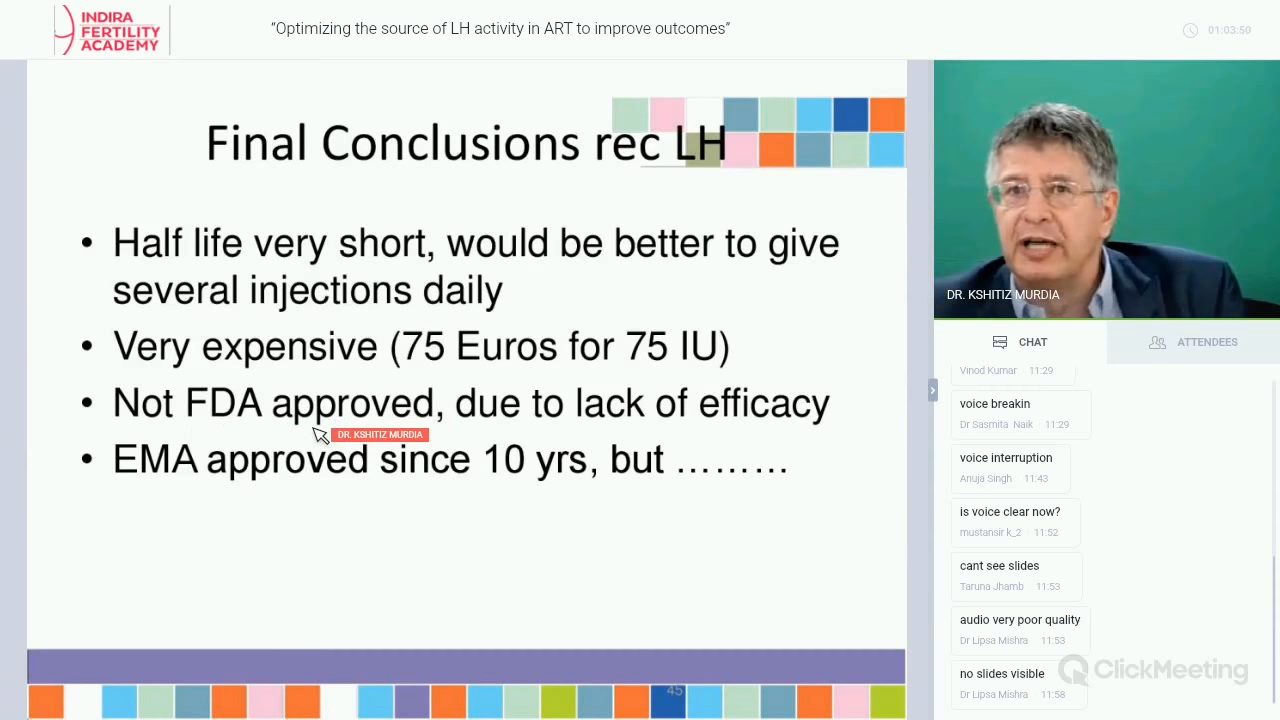 INDIRA
FERTILITY
ACADEMY
“Optimizing the source of LH activity in ART to improve outcomes”
01:03:50
Final Conclusions rec LH
• Half life very short, would be better to give
several injections daily
• Very expensive (75 Euros for 75 IU)
• Not FDA approved, due to lack of efficacy
DR. KSHITIZ MURDIA
• EMA approved since 10 yrs, but ………
45
DR. KSHITIZ MURDIA
CHAT
ATTENDEES
Vinod Kumar 11:29
voice breakin
Dr Sasmita Naik 11:29
voice interruption
Anuja Singh 11:43
is voice clear now?
mustansir k_2 11:52
cant see slides
Taruna Jhamb 11:53
audio very poor quality
Dr Lipsa Mishra 11:53
no slides visible
Dr Lipsa Mishra 11:58
ClickMeeting